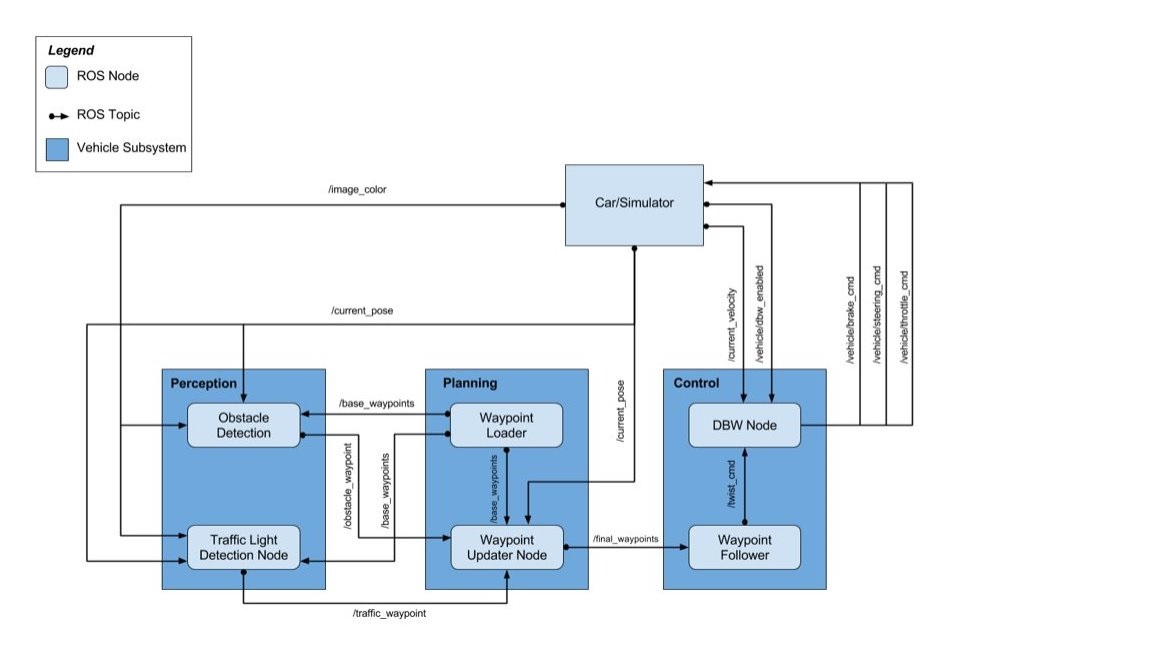 Legend
ROS Node
ROS Topic
Vehicle Subsystem
/image_color
Car/Simulator
/current_pose
/current_velocity
/vehicle/dbw_enabled
/vehicle/brake_cmd
/vehicle/steering_cmd
/vehicle/throttle_cmd
Perception
Obstacle
Detection
Traffic Light
Detection Node
/base_waypoints
/obstacle_waypoint
/base_waypoints
Planning
Waypoint
Loader
/base_waypoints
Waypoint
Updater Node
/current_pose
/final_waypoints
/traffic_waypoint
Control
DBW Node
/twist_cmd
Waypoint
Follower